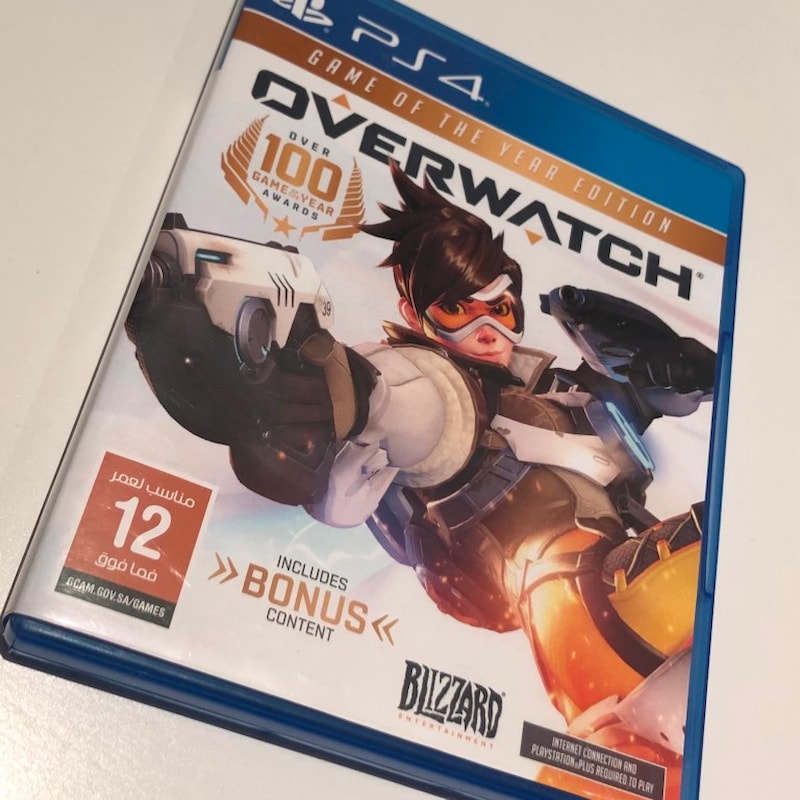 PS4
GAME OF THE YEAR EDITION
OVERWATCH®
OVER
100
GAME OF THE YEAR
AWARDS
39
مناسب لعمر
12
فما فوق
GCAM.GOV.SA/GAMES
INCLUDES
BONUS
CONTENT
BLIZZARD®
ENTERTAINMENT
INTERNET CONNECTION AND
PLAYSTATION®PLUS REQUIRED TO PLAY